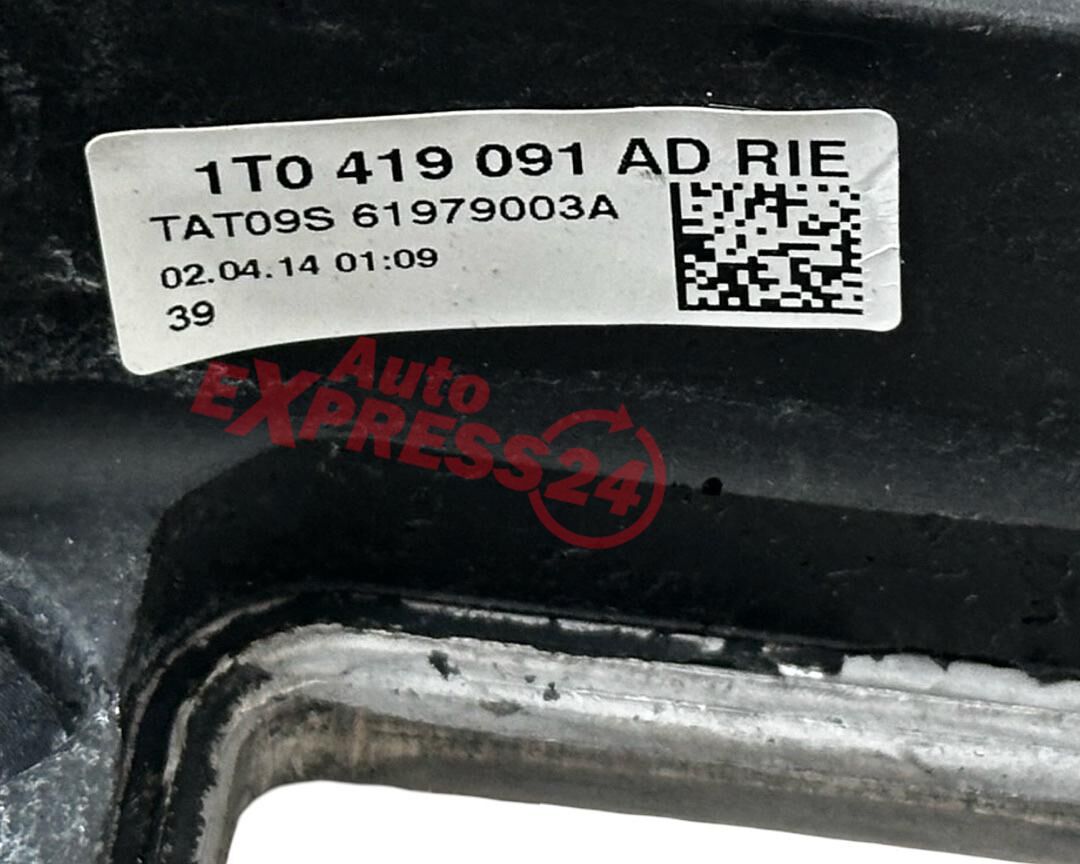 1T0 419 091 AD RIE
TAT09S 61979003A
02.04.14 01:09
39
Auto
EXPRESS24